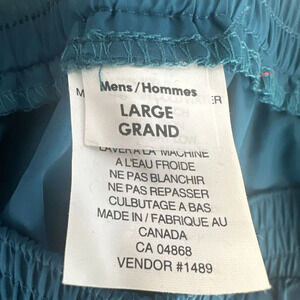 Mens/Hommes
LARGE
GRAND
LAVER A LA MACHINE
A L'EAU FROIDE
NE PAS BLANCHIR
NE PAS REPASSER
CULBUTAGE A BAS
MADE IN / FABRIQUE AU
CANADA
CA 04868
VENDOR #1489